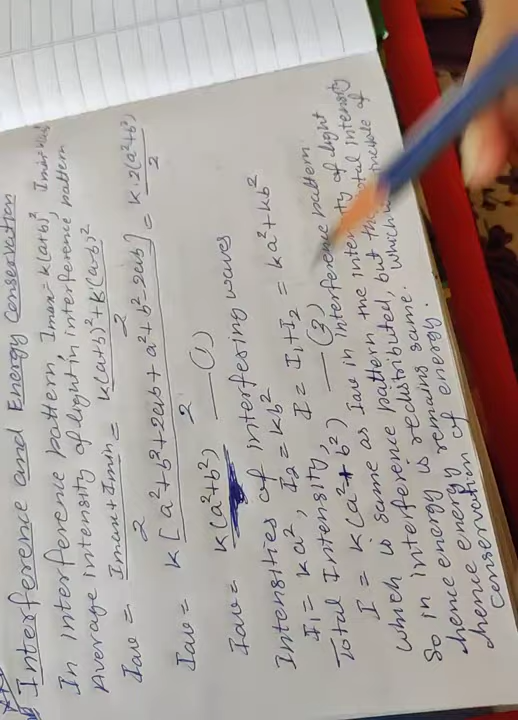 Interference and Energy Conservation
In interference pattern Imax = K(a+b)², Imin =
Average intensity of light in interference pattern
Iav = Imax+Imin / 2 = K(a+b)²+K(a-b)² / 2
Iav = K[a²+b²+2ab+a²+b²-2ab] / 2 = K.2(a²+b²) / 2
Iav = K(a²+b²) —(1)
Intensities of interfering waves
I₁ = Ka², I₂ = Kb²
Total Intensity, I = I₁+I₂ = Ka²+Kb²
I = K(a²+b²) —(2)
which is same as Iav in Interference pattern
So in interference pattern the intensity of light
energy is redistributed, but the total intensity
hence energy remains same. which principle of
conservation of energy.